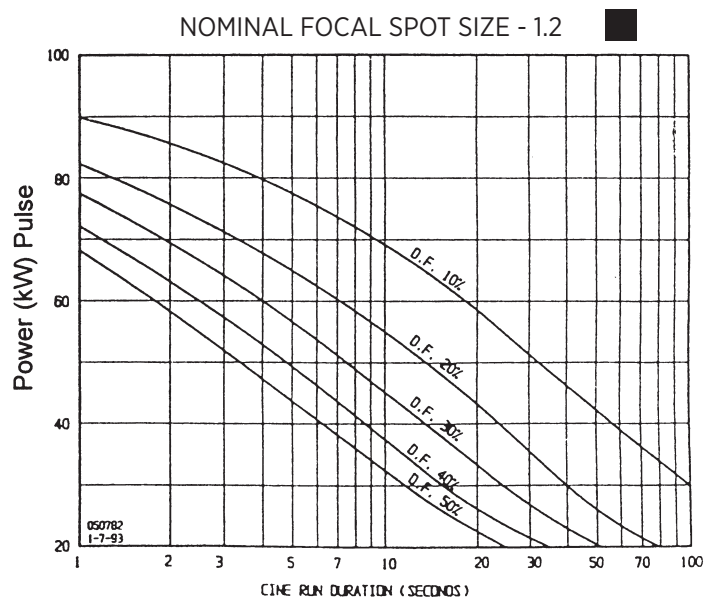 NOMINAL FOCAL SPOT SIZE - 1.2
100
80
60
40
20
Power (kW) Pulse
D.F. 10%
D.F. 20%
D.F. 30%
D.F. 40%
D.F. 50%
050782
1-7-93
1 2 3 5 7 10 20 30 50 70 100
CINE RUN DURATION (SECONDS)